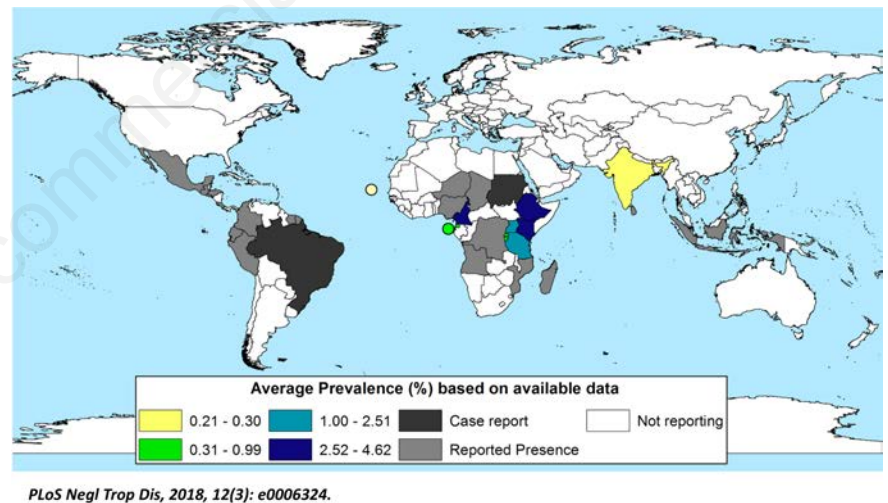 commercia
Average Prevalence (%) based on available data
0.21 - 0.30
1.00 - 2.51
Case report
Not reporting
0.31 - 0.99
2.52 - 4.62
Reported Presence
PLoS Negl Trop Dis, 2018, 12(3): e0006324.